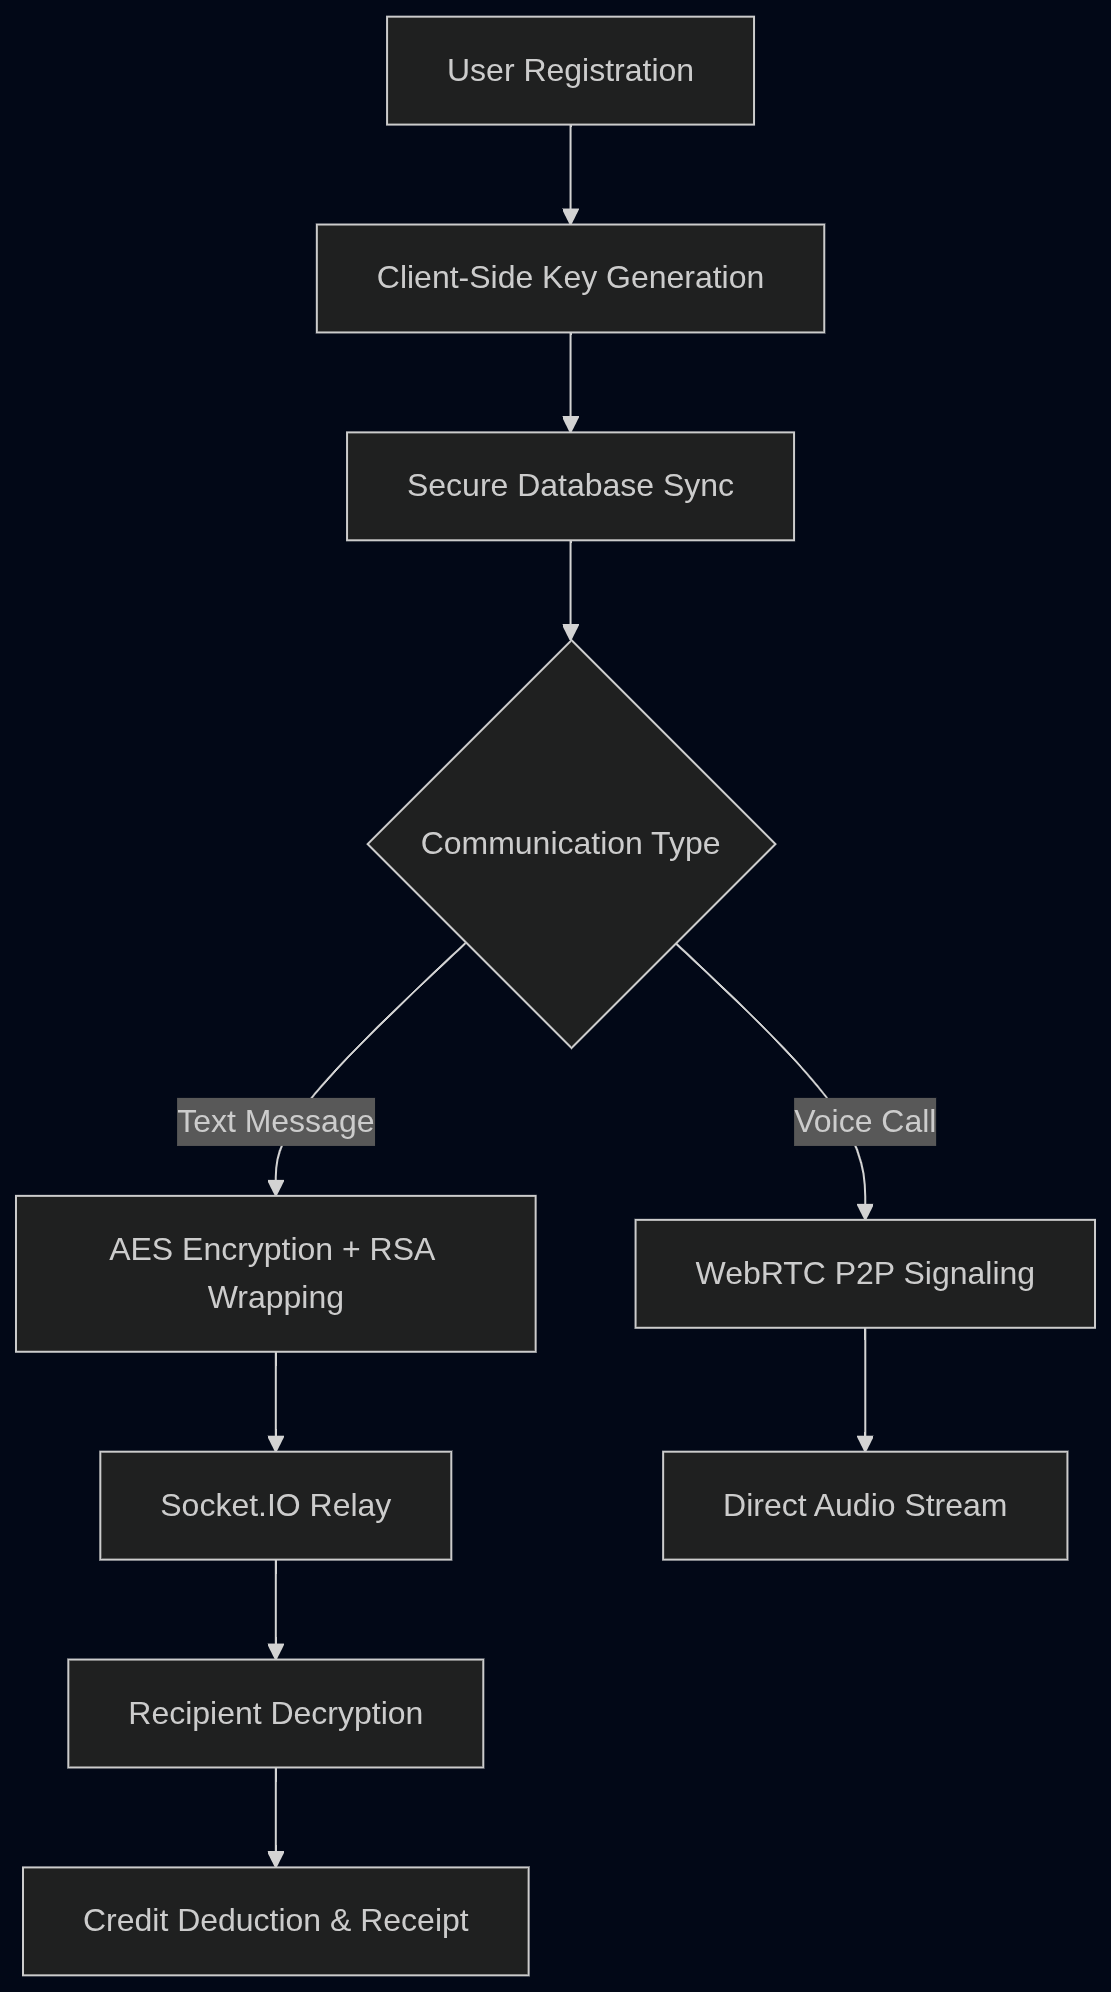 User Registration
Client-Side Key Generation
Secure Database Sync
Communication Type
Text Message
Voice Call
AES Encryption + RSA
Wrapping
WebRTC P2P Signaling
Socket.IO Relay
Direct Audio Stream
Recipient Decryption
Credit Deduction & Receipt